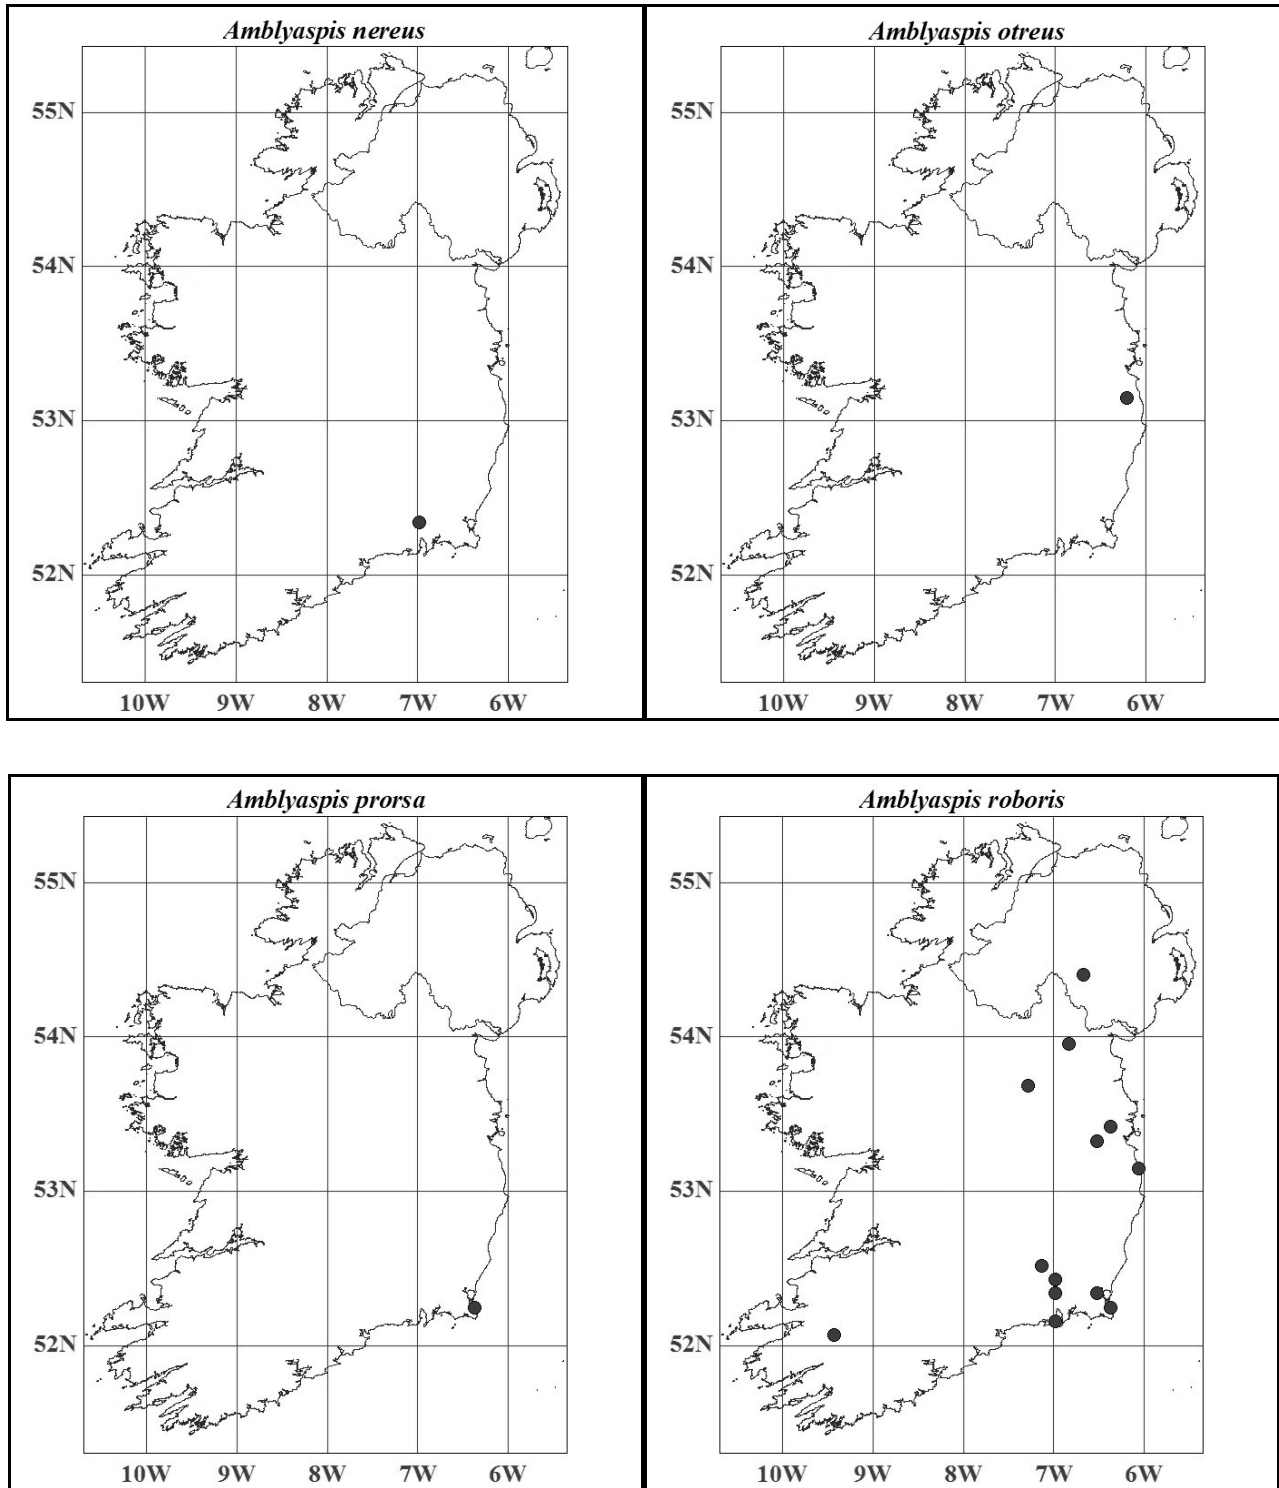 Amblyaspis nereus
Amblyaspis otreus
55N
55N
54N
54N
53N
53N
52N
52N
10W 9W 8W 7W 6W
10W 9W 8W 7W 6W
Amblyaspis prorsa
Amblyaspis roboris
55N
55N
54N
54N
53N
53N
52N
52N
10W 9W 8W 7W 6W
10W 9W 8W 7W 6W